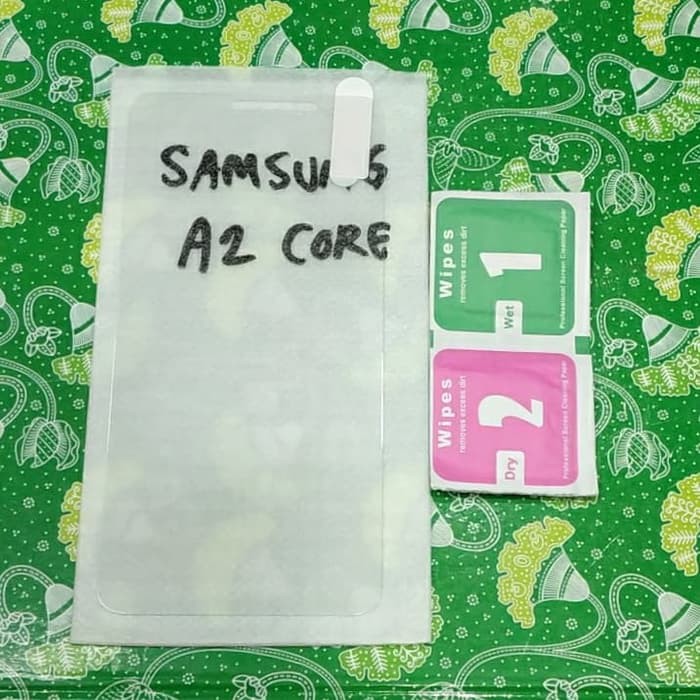 SAMSUNG
A2 CORE
Wipes
removes excess dirt
1
Wet
Professional Screen Cleaning Paper
Wipes
removes excess dirt
2
Dry
Professional Screen Cleaning Paper